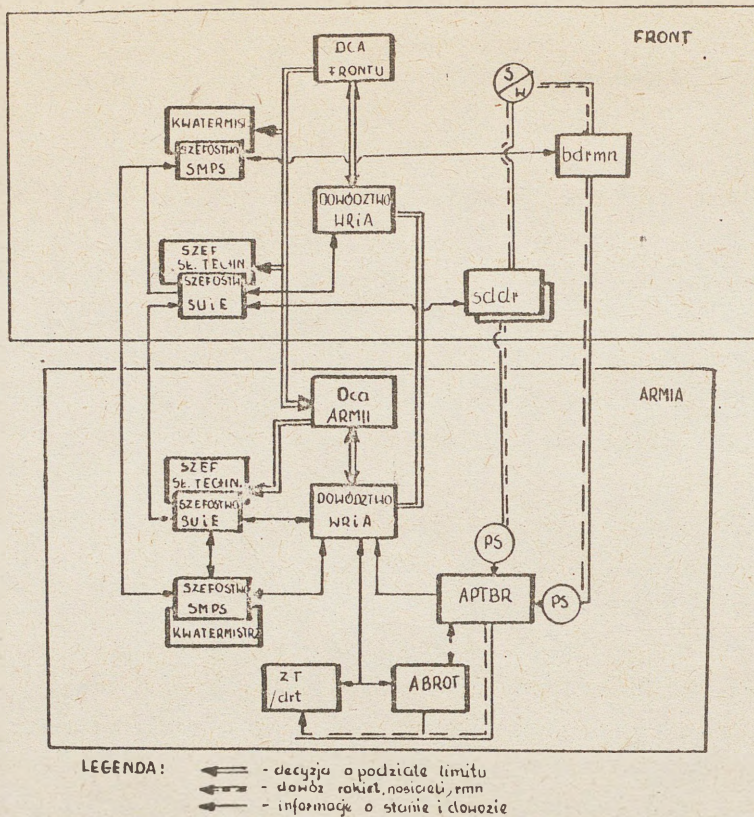 FRONT
DCA
FRONTU
S/W
KWATERMIS
SZEFOSTWO
SMPS
bdrmn
DOWÓDZTWO
WRiA
SZEF
SŁ. TECHN.
SZEFOSTW
SUiE
sddr
ARMIA
Dca
ARMII
SZEF
SŁ. TECHN.
SZEFOSTWO
SUiE
DOWÓDZTWO
WRiA
PS
SZEFOSTWO
SMPS
KWATERMISTRZ
APTBR
PS
ZT
/drt
ABROT
LEGENDA:
- decyzja o podziale limitu
- dowóz rakiet, nosicieli, rmn
- informacje o stanie i dowozie